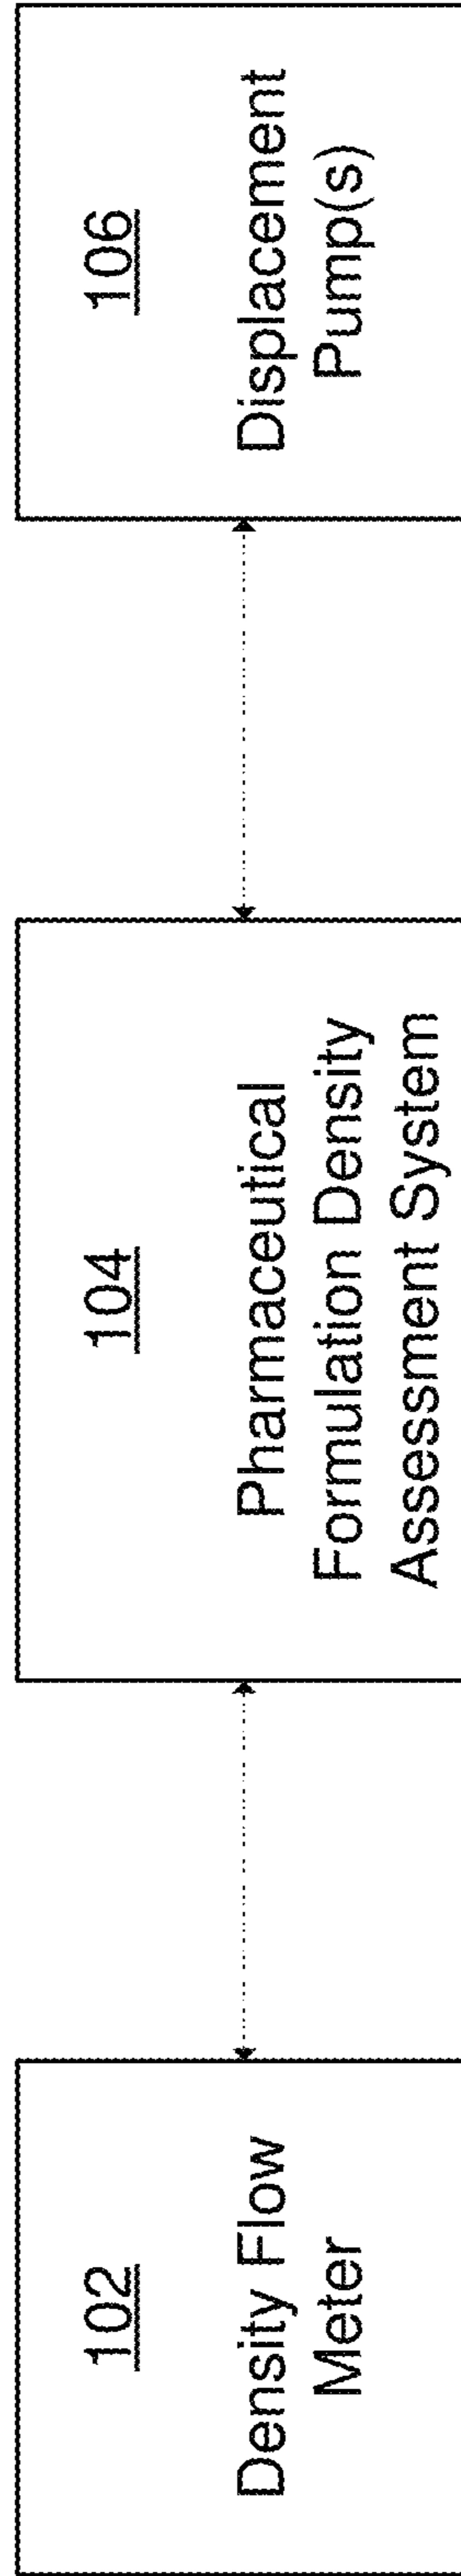 102
Density Flow
Meter
104
Pharmaceutical
Formulation Density
Assessment System
106
Displacement
Pump(s)